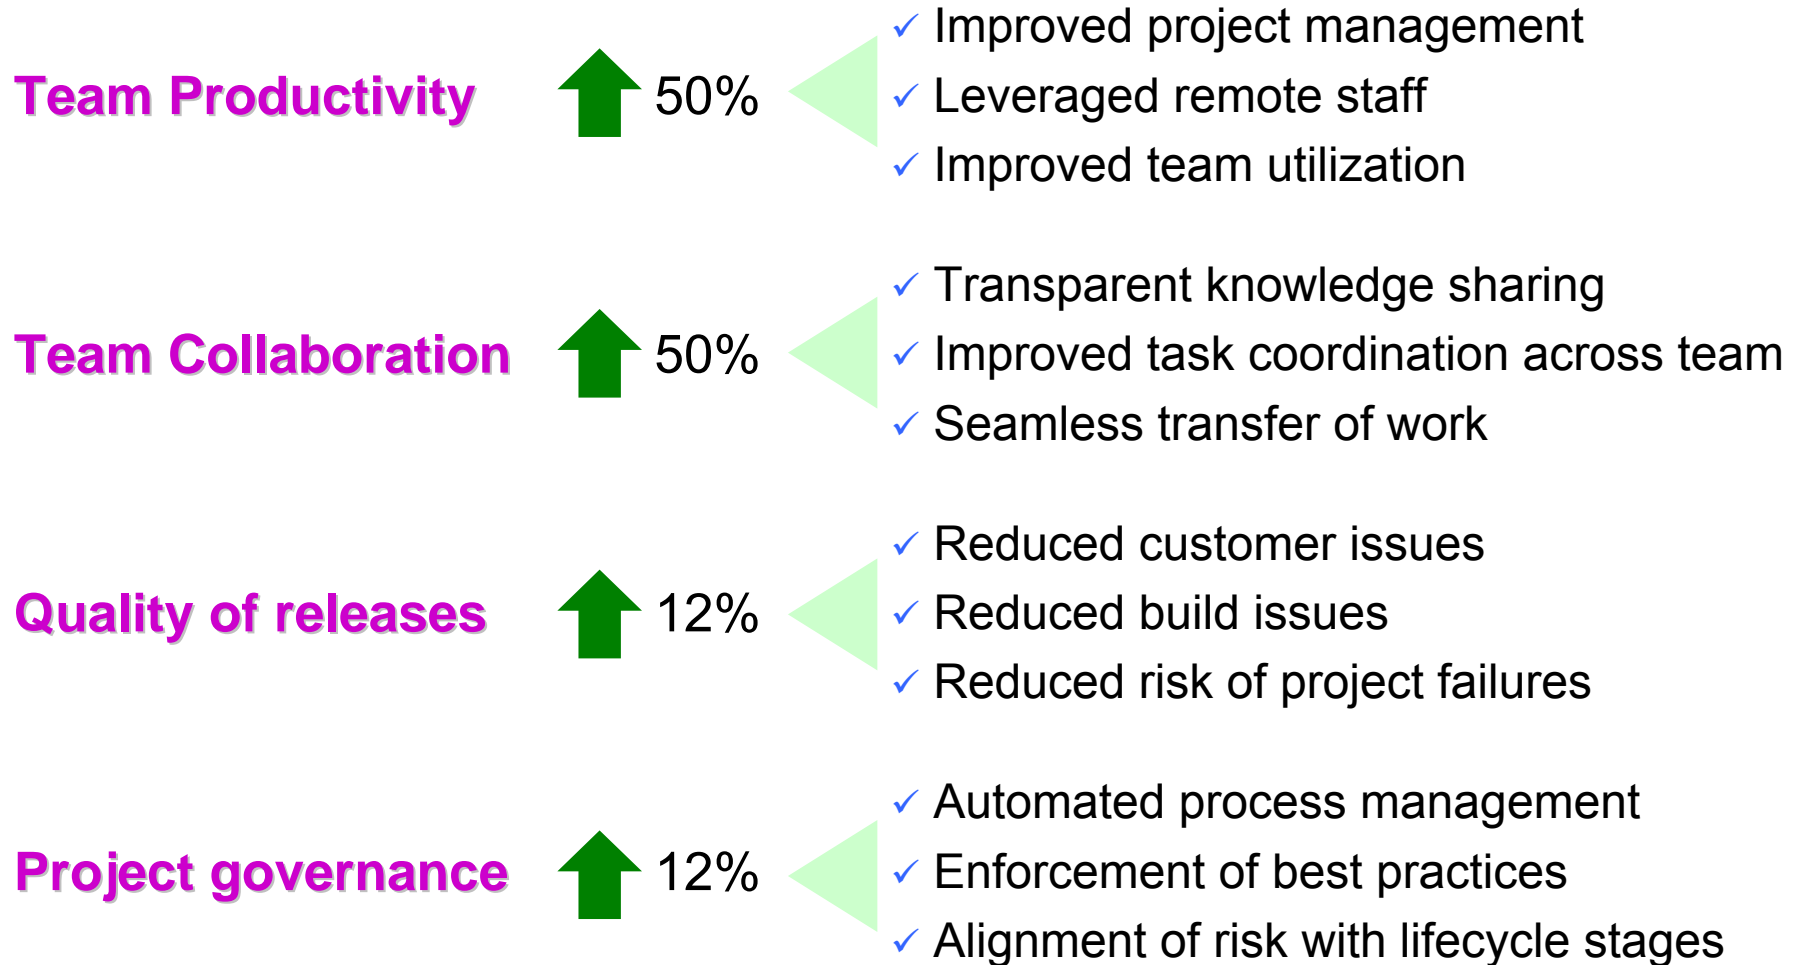 Team Productivity 50%
✓ Improved project management
✓ Leveraged remote staff
✓ Improved team utilization
Team Collaboration 50%
✓ Transparent knowledge sharing
✓ Improved task coordination across team
✓ Seamless transfer of work
Quality of releases 12%
✓ Reduced customer issues
✓ Reduced build issues
✓ Reduced risk of project failures
Project governance 12%
✓ Automated process management
✓ Enforcement of best practices
✓ Alignment of risk with lifecycle stages